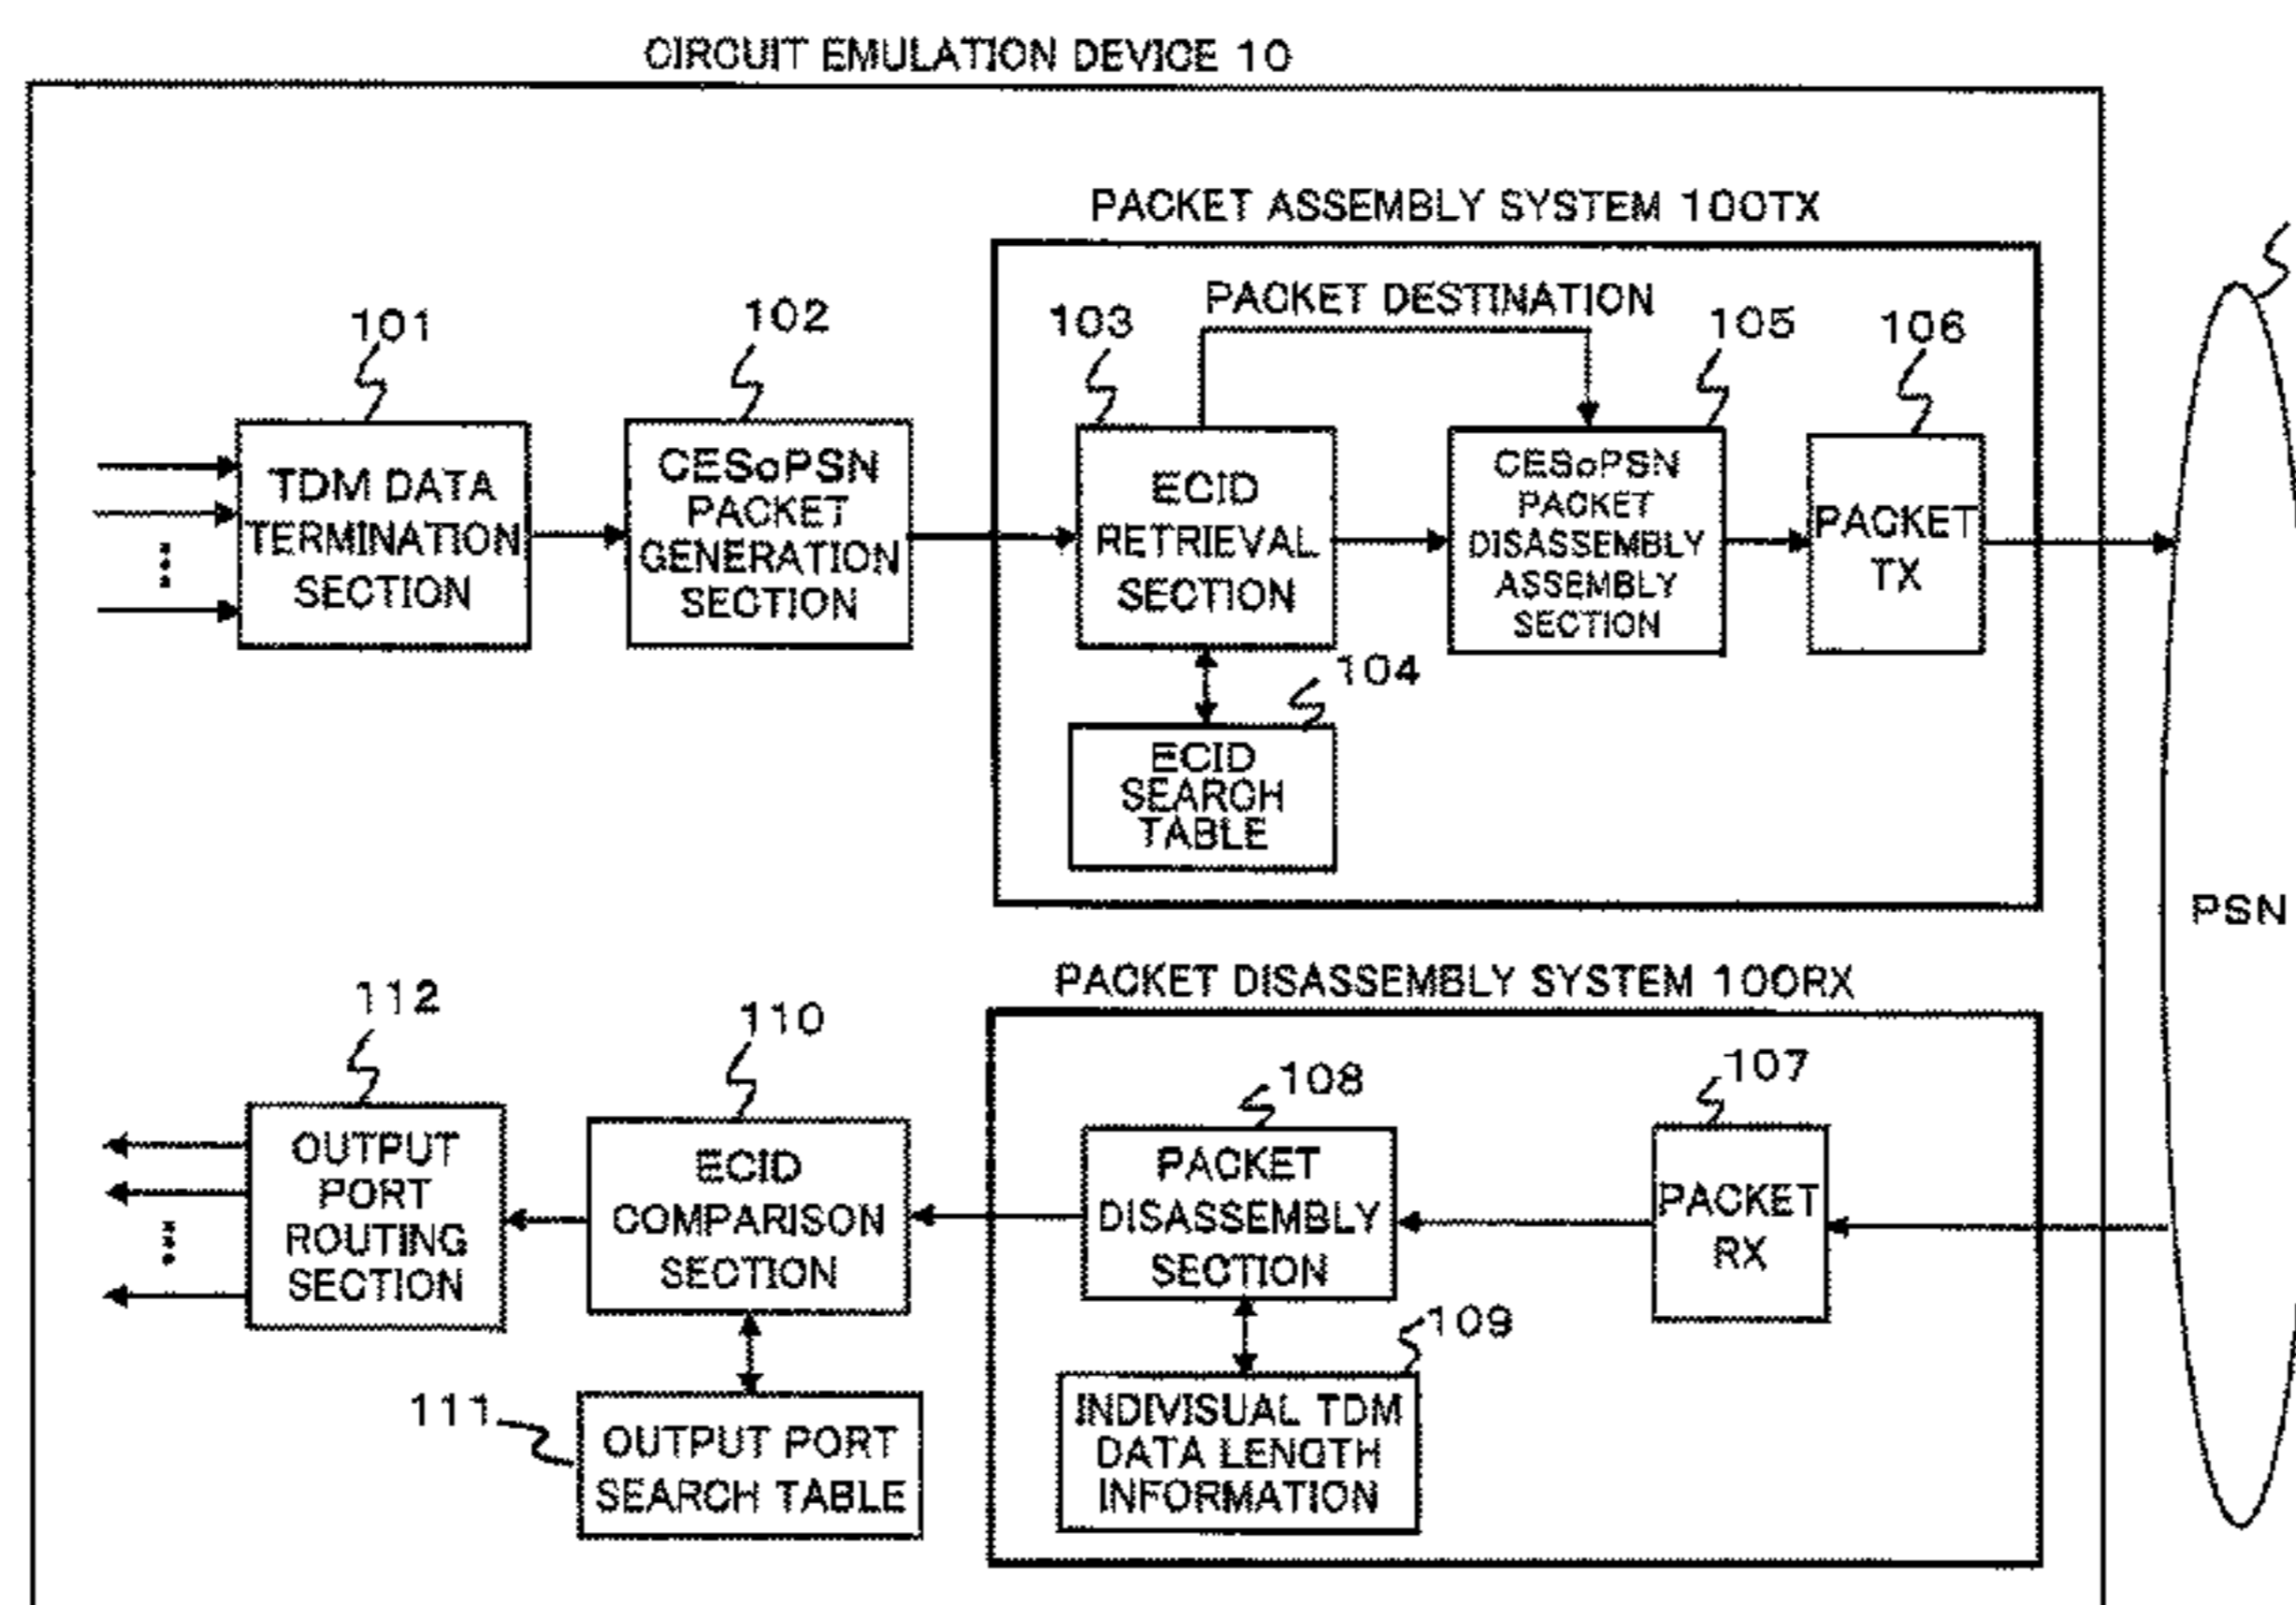 CIRCUIT EMULATION DEVICE 10
PACKET ASSEMBLY SYSTEM 100TX
PACKET DESTINATION
101
102
103
105
106
TDM DATA
TERMINATION
SECTION
CESoPSN
PACKET
GENERATION
SECTION
ECID
RETRIEVAL
SECTION
CESoPSN
PACKET
DISASSEMBLY
ASSEMBLY
SECTION
PACKET
TX
104
ECID
SEARCH
TABLE
PSN
PACKET DISASSEMBLY SYSTEM 100RX
112
110
108
107
OUTPUT
PORT
ROUTING
SECTION
ECID
COMPARISON
SECTION
PACKET
DISASSEMBLY
SECTION
PACKET
RX
111
OUTPUT PORT
SEARCH TABLE
109
INDIVISUAL TDM
DATA LENGTH
INFORMATION